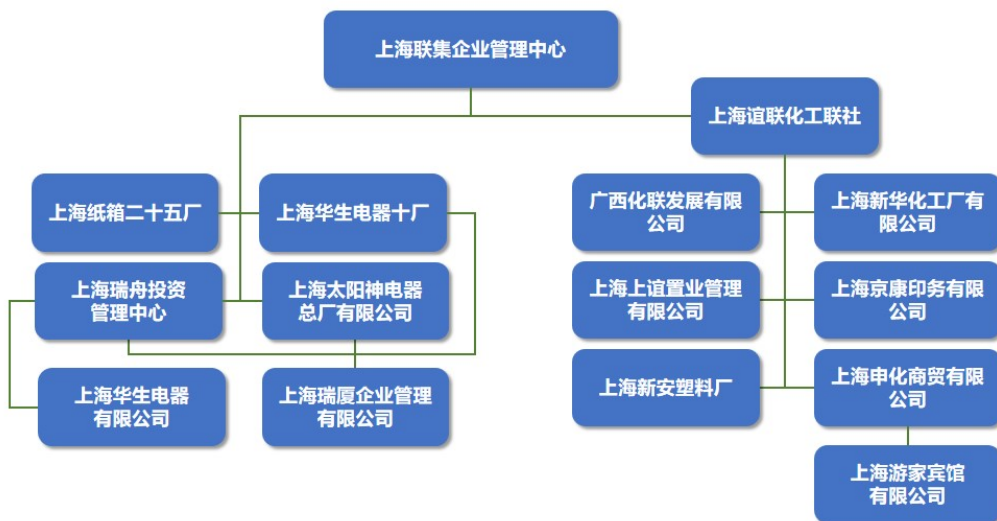 上海联集企业管理中心
上海谊联化工联社
上海纸箱二十五厂
上海华生电器十厂
上海瑞舟投资
管理中心
上海太阳神电器
总厂有限公司
上海华生电器
有限公司
上海瑞厦企业管理
有限公司
广西化联发展有限
公司
上海新华化工厂有
限公司
上海上谊置业管理
有限公司
上海京康印务有限
公司
上海新安塑料厂
上海申化商贸有限
公司
上海游家宾馆
有限公司